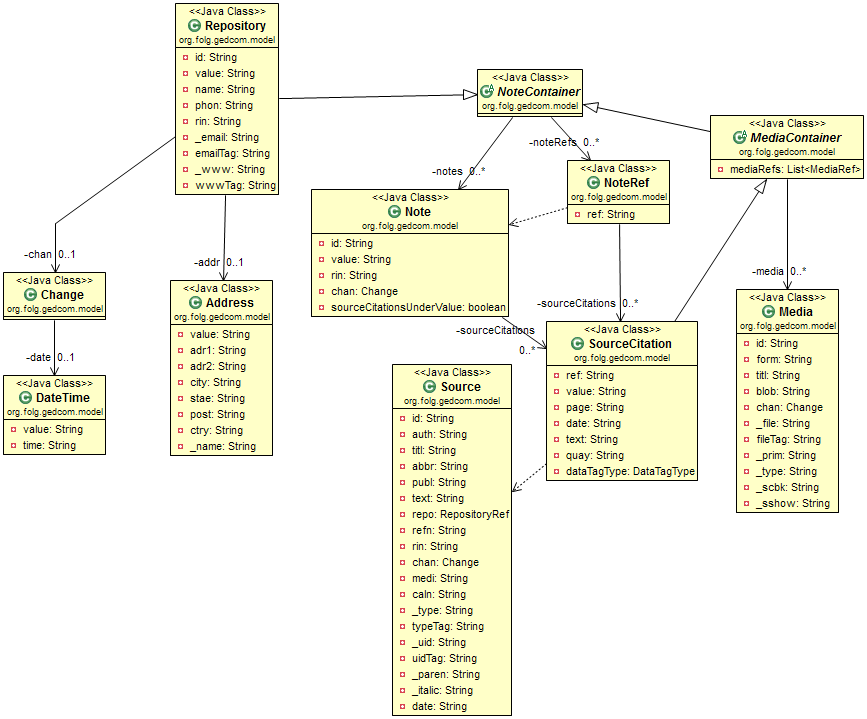 <<Java Class>>
Repository
org.folg.gedcom.model
id: String
value: String
name: String
phon: String
rin: String
_email: String
emailTag: String
_www: String
wwwTag: String
<<Java Class>>
NoteContainer
org.folg.gedcom.model
<<Java Class>>
MediaContainer
org.folg.gedcom.model
mediaRefs: List<MediaRef>
-noteRefs 0..*
-notes 0..*
<<Java Class>>
NoteRef
org.folg.gedcom.model
ref: String
<<Java Class>>
Note
org.folg.gedcom.model
id: String
value: String
rin: String
chan: Change
sourceCitationsUnderValue: boolean
-chan 0..1
-addr 0..1
-media 0..*
<<Java Class>>
Change
org.folg.gedcom.model
<<Java Class>>
Address
org.folg.gedcom.model
value: String
adr1: String
adr2: String
city: String
stae: String
post: String
ctry: String
_name: String
-date 0..1
<<Java Class>>
DateTime
org.folg.gedcom.model
value: String
time: String
-sourceCitations 0..*
-sourceCitations
0..*
<<Java Class>>
SourceCitation
org.folg.gedcom.model
ref: String
value: String
page: String
date: String
text: String
quay: String
dataTagType: DataTagType
<<Java Class>>
Media
org.folg.gedcom.model
id: String
form: String
titl: String
blob: String
chan: Change
_file: String
fileTag: String
_prim: String
_type: String
_scbk: String
_sshow: String
<<Java Class>>
Source
org.folg.gedcom.model
id: String
auth: String
titl: String
abbr: String
publ: String
text: String
repo: RepositoryRef
refn: String
rin: String
chan: Change
medi: String
caln: String
_type: String
typeTag: String
_uid: String
uidTag: String
_paren: String
_italic: String
date: String